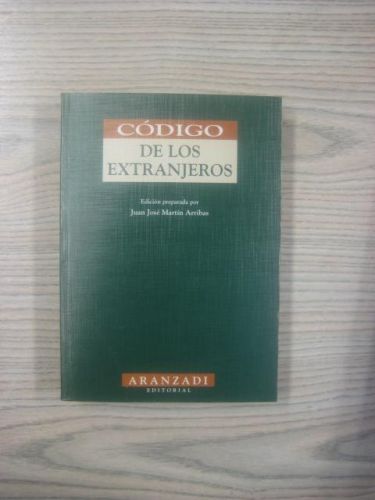 CÓDIGO
DE LOS
EXTRANJEROS
Edición preparada por
Juan José Martín Arribas
ARANZADI
EDITORIAL